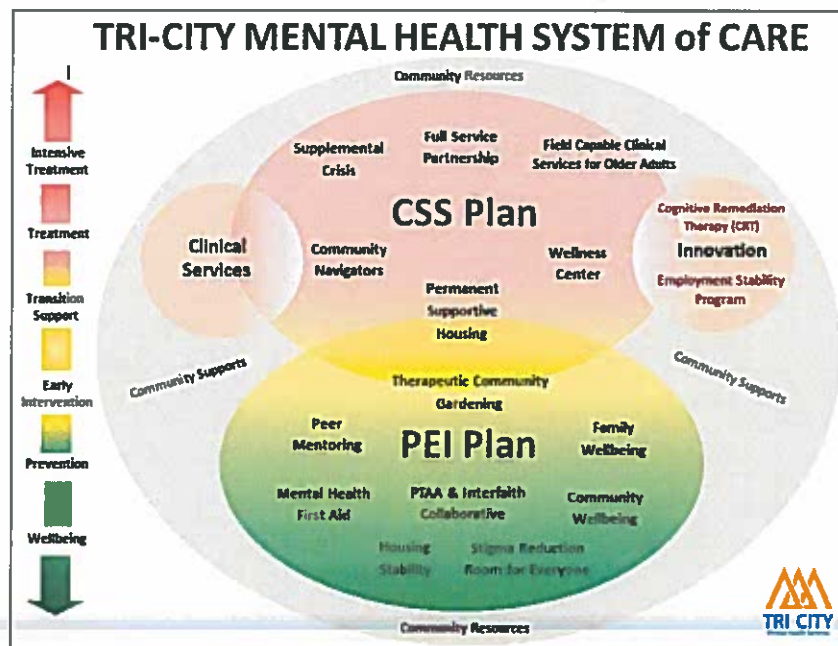 TRI-CITY MENTAL HEALTH SYSTEM of CARE
Community Resources
Intensive
Treatment
Treatment
Transition
Support
Early
Intervention
Prevention
Wellbeing
Supplemental
Crisis
Full Service
Partnership
Field Capable Clinical
Services for Older Adults
CSS Plan
Clinical
Services
Community
Navigators
Wellness
Center
Cognitive Remediation
Therapy (CRT)
Innovation
Employment Stability
Program
Permanent
Supportive
Housing
Community Supports
Community Supports
Therapeutic Community
Gardening
Peer
Mentoring
PEI Plan
Family
Wellbeing
Mental Health
First Aid
PTAA & Interfaith
Collaborative
Community
Wellbeing
Housing
Stability
Stigma Reduction
Room for Everyone
Community Resources
TRI CITY